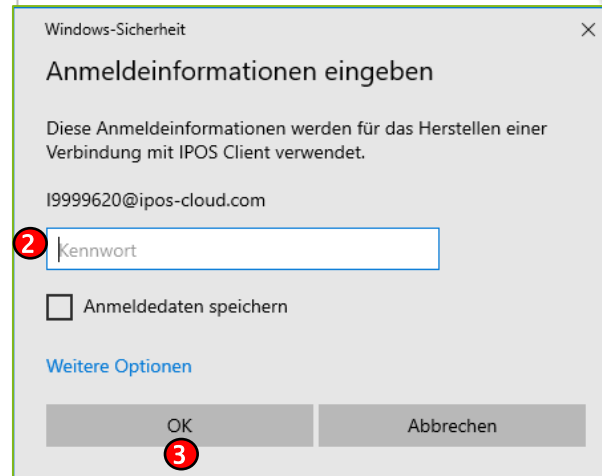 Windows-Sicherheit
Anmeldeinformationen eingeben
Diese Anmeldeinformationen werden für das Herstellen einer
Verbindung mit IPOS Client verwendet.
I9999620@ipos-cloud.com
2
Kennwort
Anmeldedaten speichern
Weitere Optionen
OK Abbrechen
3